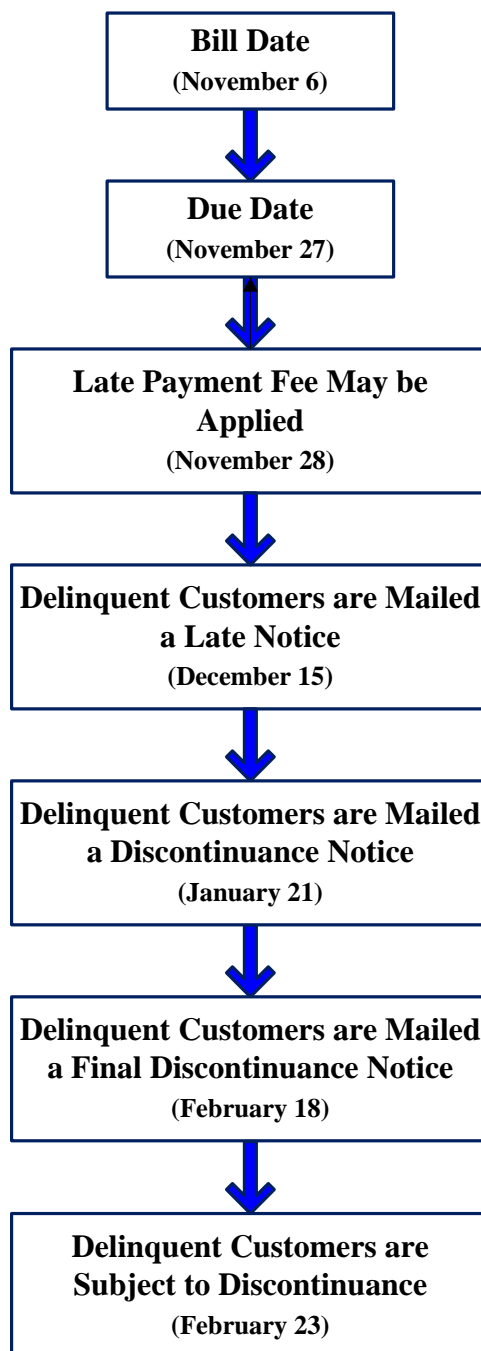 Bill Date
(November 6)
Due Date
(November 27)
Late Payment Fee May be
Applied
(November 28)
Delinquent Customers are Mailed
a Late Notice
(December 15)
Delinquent Customers are Mailed
a Discontinuance Notice
(January 21)
Delinquent Customers are Mailed
a Final Discontinuance Notice
(February 18)
Delinquent Customers are
Subject to Discontinuance
(February 23)